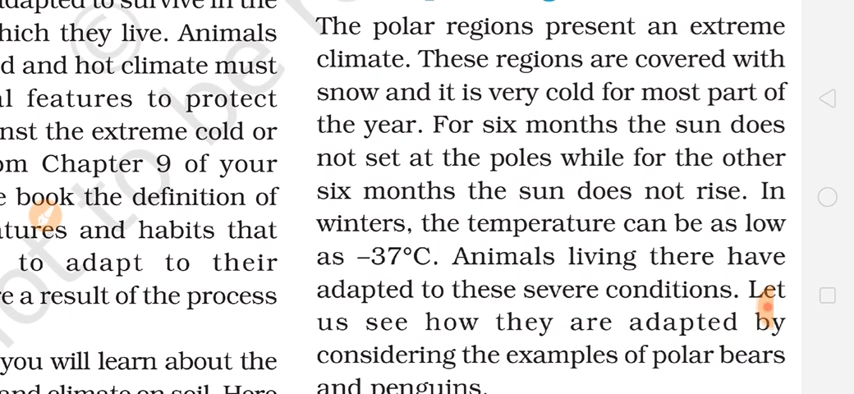 which they live. Animals
and hot climate must
features to protect
the extreme cold or
Chapter 9 of your
book the definition of
and habits that
to adapt to their
a result of the process
you will learn about the
and climate on soil. Here
The polar regions present an extreme
climate. These regions are covered with
snow and it is very cold for most part of
the year. For six months the sun does
not set at the poles while for the other
six months the sun does not rise. In
winters, the temperature can be as low
as –37°C. Animals living there have
adapted to these severe conditions. Let
us see how they are adapted by
considering the examples of polar bears
and penguins.